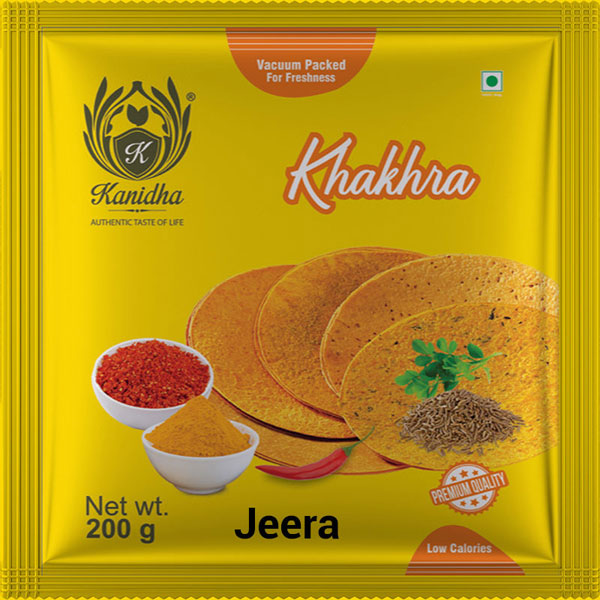 Vacuum Packed
For Freshness
®
K
Kanidha
AUTHENTIC TASTE OF LIFE
Khakhra
PREMIUM QUALITY
Net wt.
200 g
Jeera
Low Calories